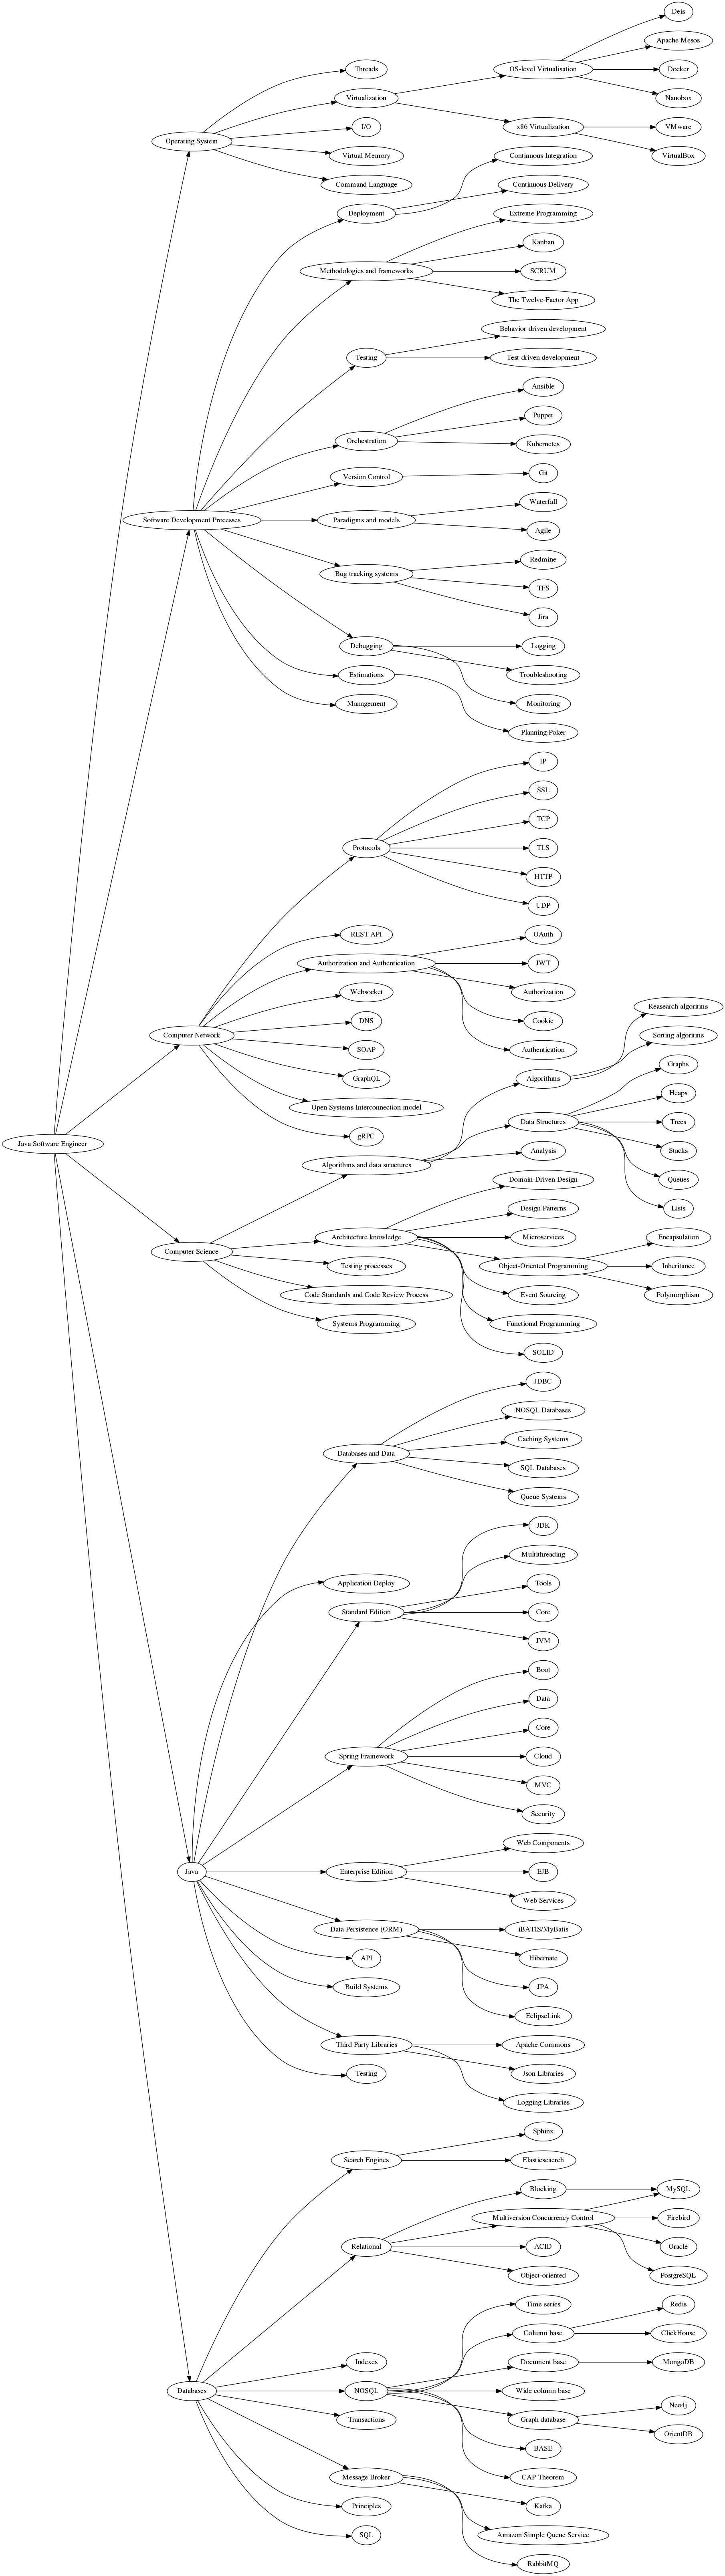 Deis
Apache Mesos
OS-level Virtualisation
Docker
Threads
Nanobox
Virtualization
x86 Virtualization
VMware
I/O
Operating System
VirtualBox
Virtual Memory
Continuous Integration
Command Language
Continuous Delivery
Deployment
Extreme Programming
Kanban
Methodologies and frameworks
SCRUM
The Twelve-Factor App
Behavior-driven development
Testing
Test-driven development
Ansible
Puppet
Orchestration
Kubernetes
Version Control
Git
Waterfall
Software Development Processes
Paradigms and models
Agile
Redmine
Bug tracking systems
TFS
Jira
Debugging
Logging
Estimations
Troubleshooting
Management
Monitoring
Planning Poker
IP
SSL
TCP
Protocols
TLS
HTTP
UDP
REST API
OAuth
Authorization and Authentication
JWT
Websocket
Authorization
Reasearch algoritms
DNS
Cookie
Computer Network
Sorting algoritms
SOAP
Authentication
Graphs
GraphQL
Algorithms
Heaps
Open Systems Interconnection model
Data Structures
Trees
gRPC
Java Software Engineer
Analysis
Stacks
Algorithms and data structures
Domain-Driven Design
Queues
Design Patterns
Lists
Architecture knowledge
Microservices
Encapsulation
Computer Science
Testing processes
Object-Oriented Programming
Inheritance
Code Standards and Code Review Process
Event Sourcing
Polymorphism
Systems Programming
Functional Programming
SOLID
JDBC
NOSQL Databases
Caching Systems
Databases and Data
SQL Databases
Queue Systems
JDK
Multithreading
Application Deploy
Tools
Standard Edition
Core
JVM
Boot
Data
Core
Spring Framework
Cloud
MVC
Security
Web Components
Java
Enterprise Edition
EJB
Web Services
Data Persistence (ORM)
iBATIS/MyBatis
API
Hibernate
Build Systems
JPA
EclipseLink
Third Party Libraries
Apache Commons
Testing
Json Libraries
Logging Libraries
Sphinx
Search Engines
Elasticseaerch
Blocking
MySQL
Multiversion Concurrency Control
Firebird
Relational
ACID
Oracle
Object-oriented
PostgreSQL
Time series
Redis
Column base
ClickHouse
Indexes
Document base
MongoDB
Databases
NOSQL
Wide column base
Neo4j
Transactions
Graph database
OrientDB
BASE
Message Broker
CAP Theorem
Principles
Kafka
SQL
Amazon Simple Queue Service
RabbitMQ